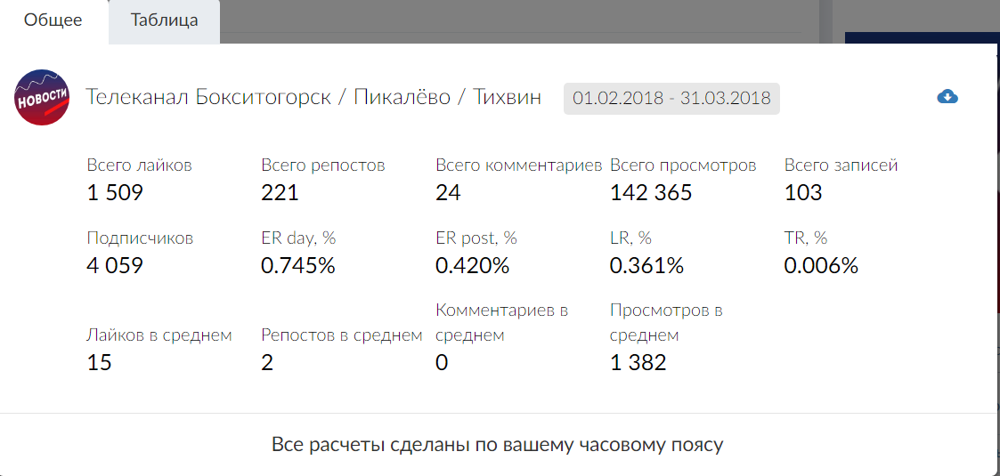 Общее Таблица
НОВОСТИ
Телеканал Бокситогорск / Пикалёво / Тихвин 01.02.2018 - 31.03.2018
Всего лайков Всего репостов Всего комментариев Всего просмотров Всего записей
1 509 221 24 142 365 103
Подписчиков ER day, % ER post, % LR, % TR, %
4 059 0.745% 0.420% 0.361% 0.006%
Комментариев в Просмотров в
Лайков в среднем Репостов в среднем среднем среднем
15 2 0 1 382
Все расчеты сделаны по вашему часовому поясу